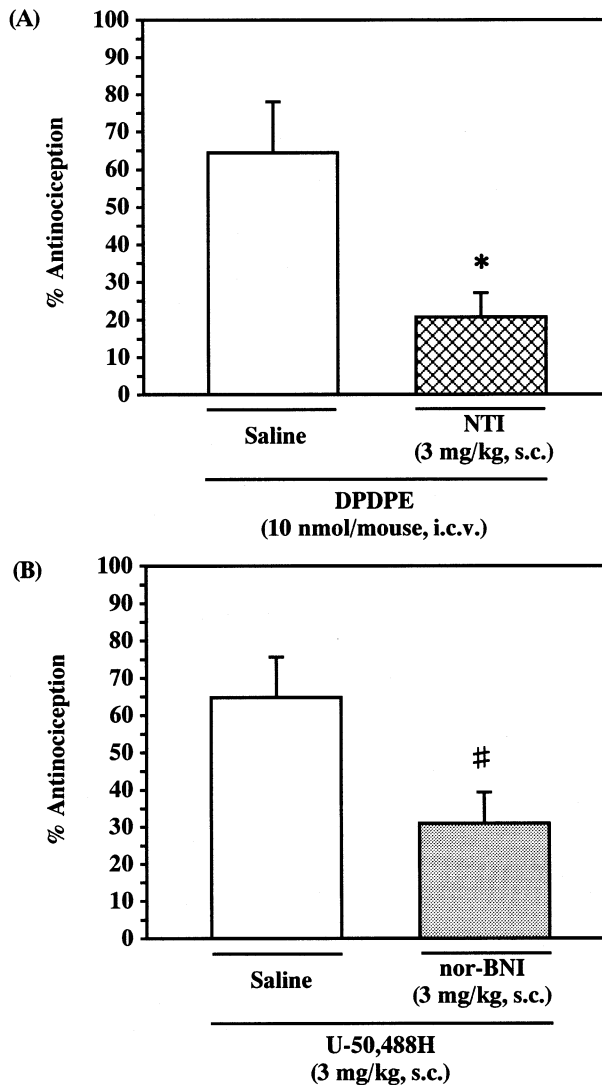 (A)
100
90
80
70
60
50
40
30
20
10
0
% Antinociception
*
Saline
NTI
(3 mg/kg, s.c.)
DPDPE
(10 nmol/mouse, i.c.v.)
(B)
100
90
80
70
60
50
40
30
20
10
0
% Antinociception
#
Saline
nor-BNI
(3 mg/kg, s.c.)
U-50,488H
(3 mg/kg, s.c.)